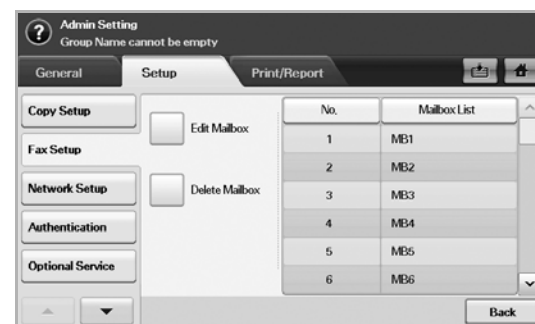 ?
Admin Setting
Group Name cannot be empty
General
Setup
Print/Report
Copy Setup
Fax Setup
Network Setup
Authentication
Optional Service
Edit Mailbox
Delete Mailbox
No. Mailbox List
1 MB1
2 MB2
3 MB3
4 MB4
5 MB5
6 MB6
Back